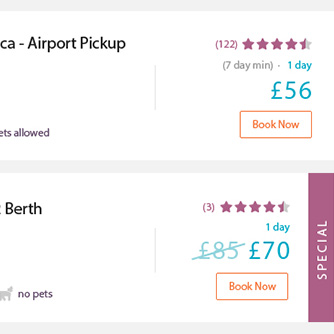 ca - Airport Pickup
(122)
(7 day min) · 1 day
£56
Book Now
ets allowed
Berth
(3)
1 day
£85 £70
Book Now
no pets
SPECIAL